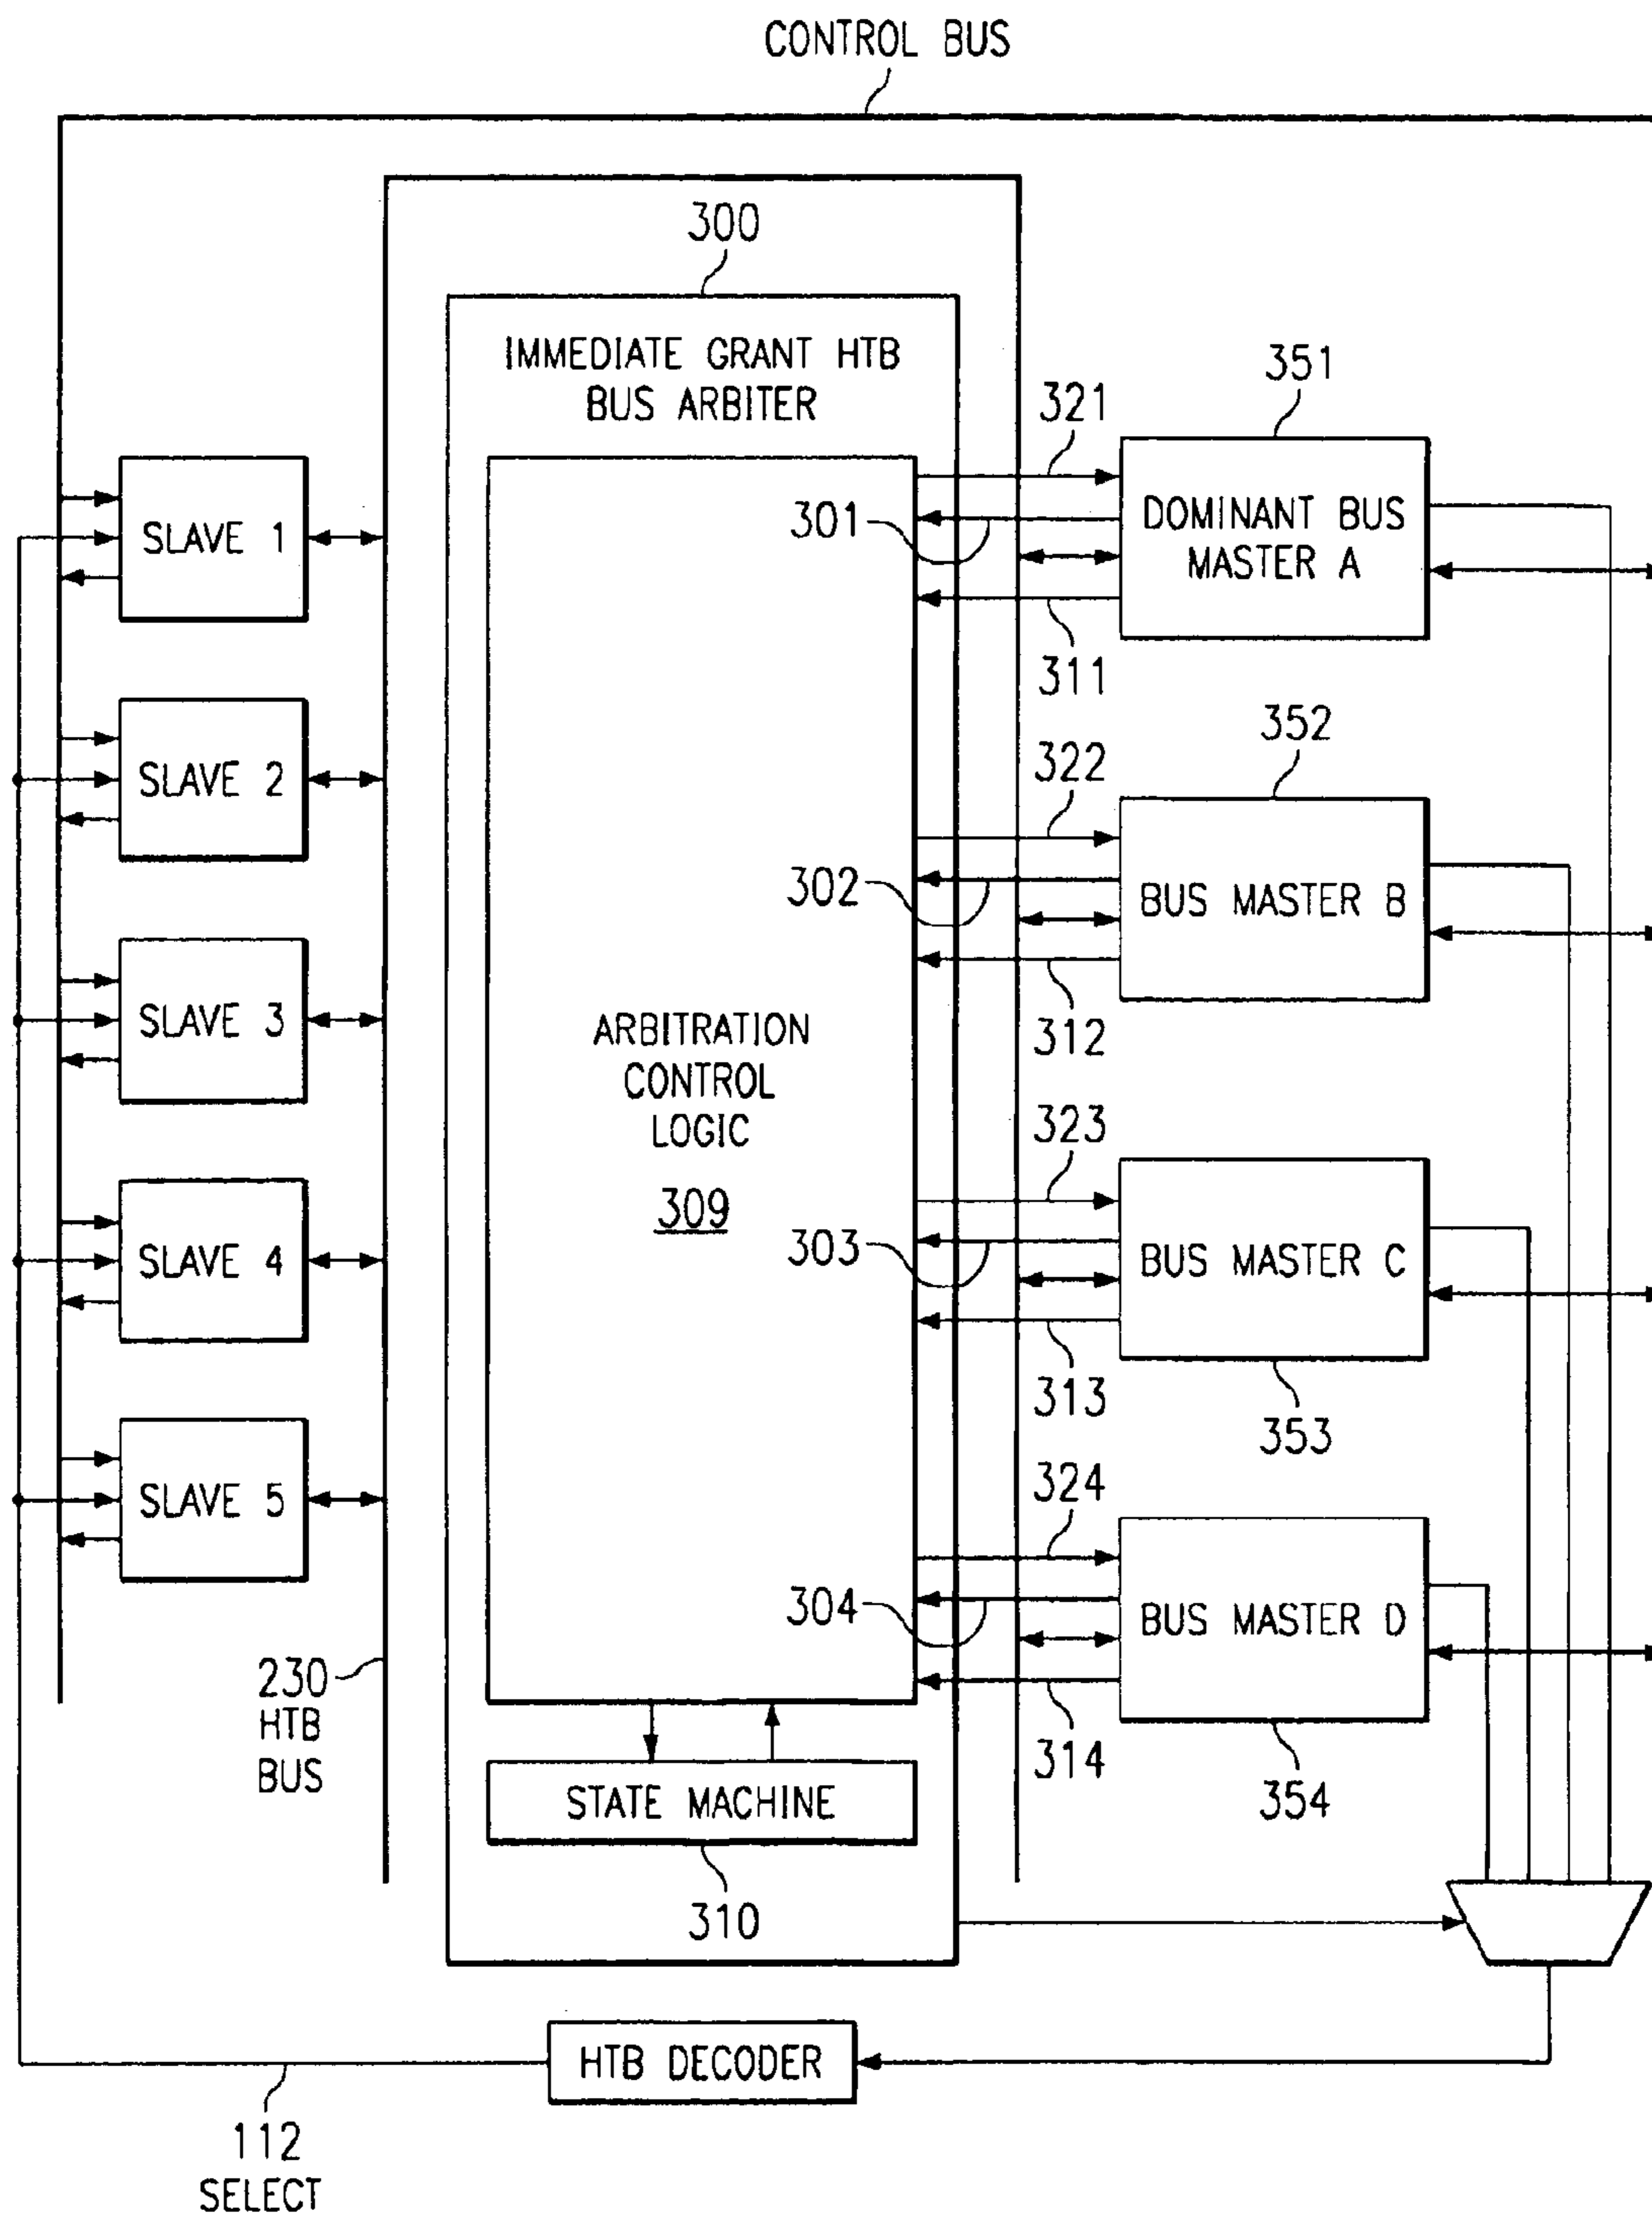 CONTROL BUS
300
IMMEDIATE GRANT HTB
BUS ARBITER
351
321
301
DOMINANT BUS
MASTER A
311
SLAVE 1
352
322
SLAVE 2
302
BUS MASTER B
312
SLAVE 3
ARBITRATION
CONTROL
LOGIC
309
323
303
BUS MASTER C
313
353
SLAVE 4
324
SLAVE 5
304
BUS MASTER D
314
354
230
HTB
BUS
STATE MACHINE
310
HTB DECODER
112
SELECT